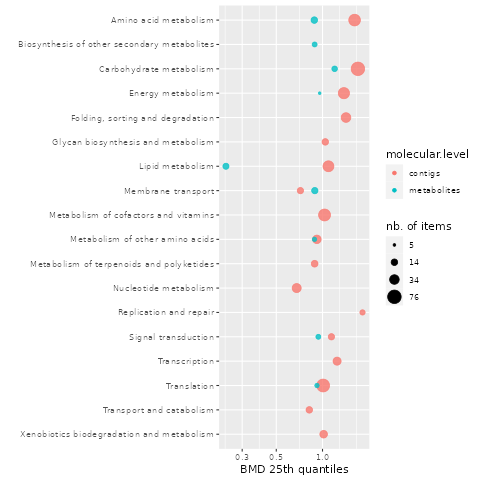 Amino acid metabolism
Biosynthesis of other secondary metabolites
Carbohydrate metabolism
Energy metabolism
Folding, sorting and degradation
Glycan biosynthesis and metabolism
Lipid metabolism
Membrane transport
Metabolism of cofactors and vitamins
Metabolism of other amino acids
Metabolism of terpenoids and polyketides
Nucleotide metabolism
Replication and repair
Signal transduction
Transcription
Translation
Transport and catabolism
Xenobiotics biodegradation and metabolism
0.3 0.5 1.0
BMD 25th quantiles
molecular.level
contigs
metabolites
nb. of items
5
14
34
76